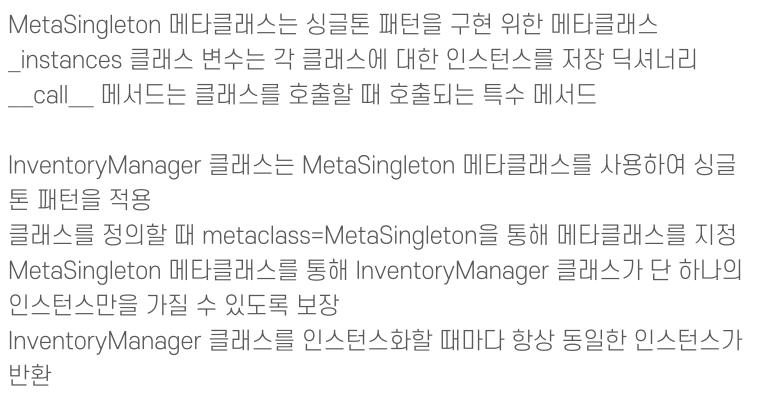 MetaSingleton 메타클래스는 싱글톤 패턴을 구현 위한 메타클래스
_instances 클래스 변수는 각 클래스에 대한 인스턴스를 저장 딕셔너리
__call__ 메서드는 클래스를 호출할 때 호출되는 특수 메서드
InventoryManager 클래스는 MetaSingleton 메타클래스를 사용하여 싱글
톤 패턴을 적용
클래스를 정의할 때 metaclass=MetaSingleton을 통해 메타클래스를 지정
MetaSingleton 메타클래스를 통해 InventoryManager 클래스가 단 하나의
인스턴스만을 가질 수 있도록 보장
InventoryManager 클래스를 인스턴스화할 때마다 항상 동일한 인스턴스가
반환